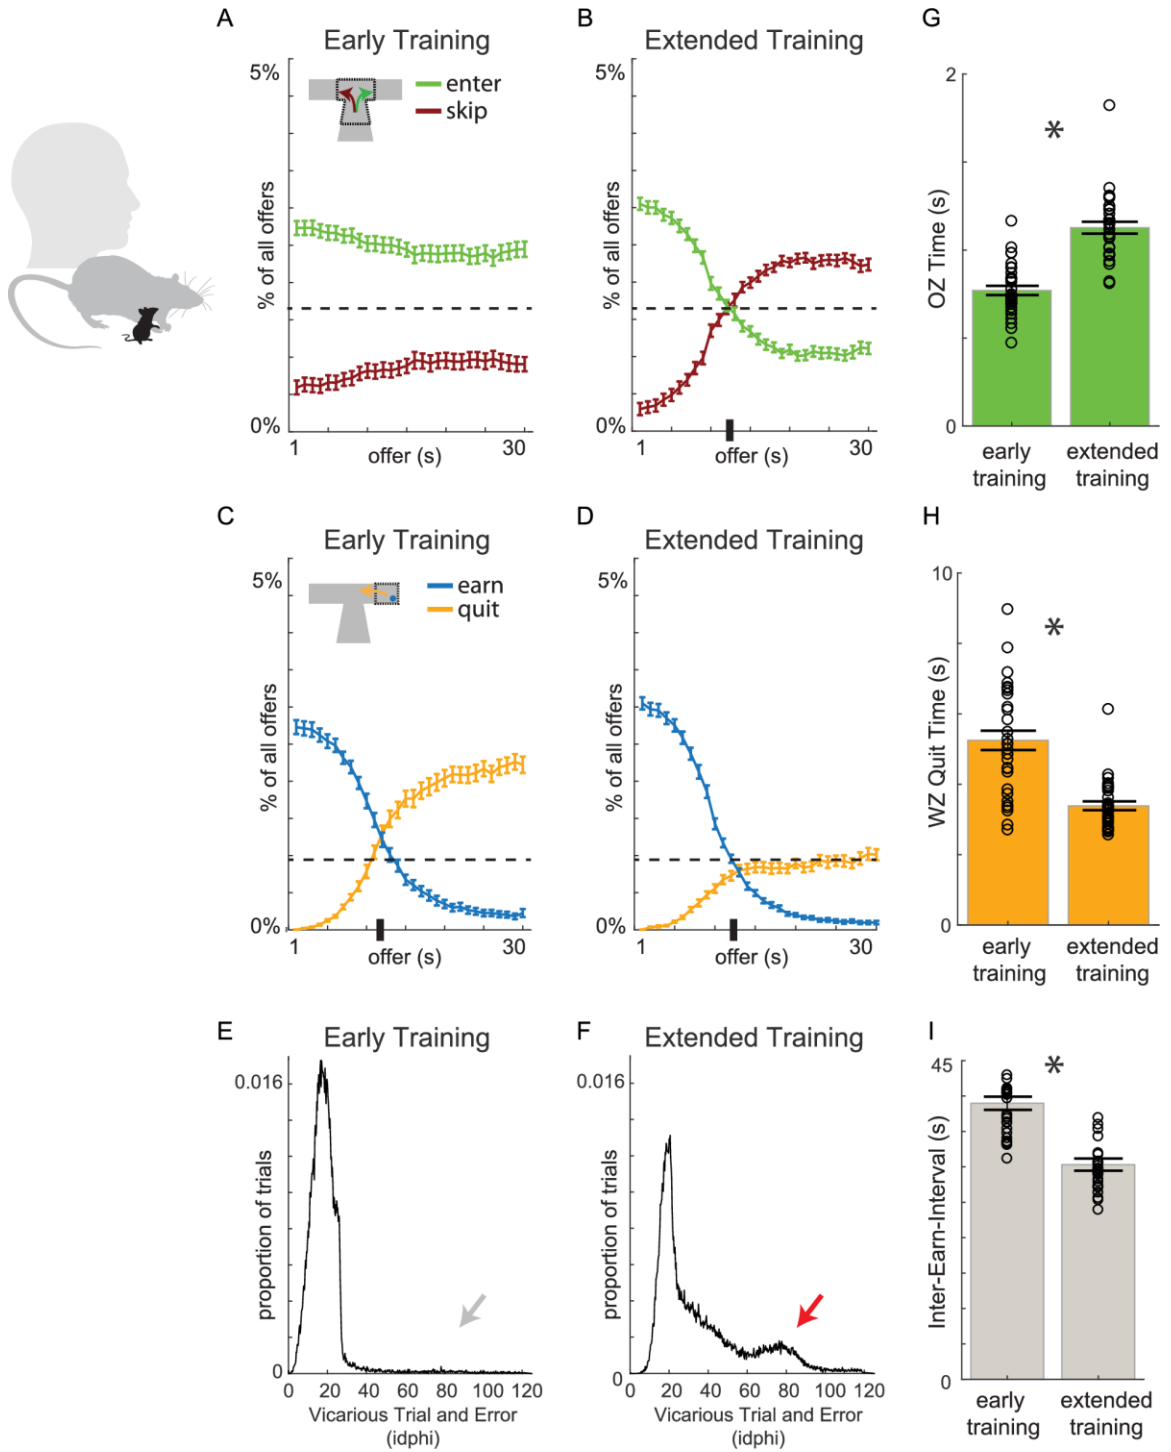 A
Early Training
5%
enter
skip
% of all offers
0%
1
30
offer (s)
B
Extended Training
5%
% of all offers
0%
1
30
offer (s)
G
2
*
OZ Time (s)
0
early
training
extended
training
C
Early Training
5%
earn
quit
% of all offers
0%
1
30
offer (s)
D
Extended Training
5%
% of all offers
0%
1
30
offer (s)
H
10
*
WZ Quit Time (s)
0
early
training
extended
training
E
Early Training
0.016
proportion of trials
0
0 20 40 60 80 100 120
Vicarious Trial and Error
(idphi)
F
Extended Training
0.016
proportion of trials
0
0 20 40 60 80 100 120
Vicarious Trial and Error
(idphi)
I
45
*
Inter-Earn-Interval (s)
0
early
training
extended
training